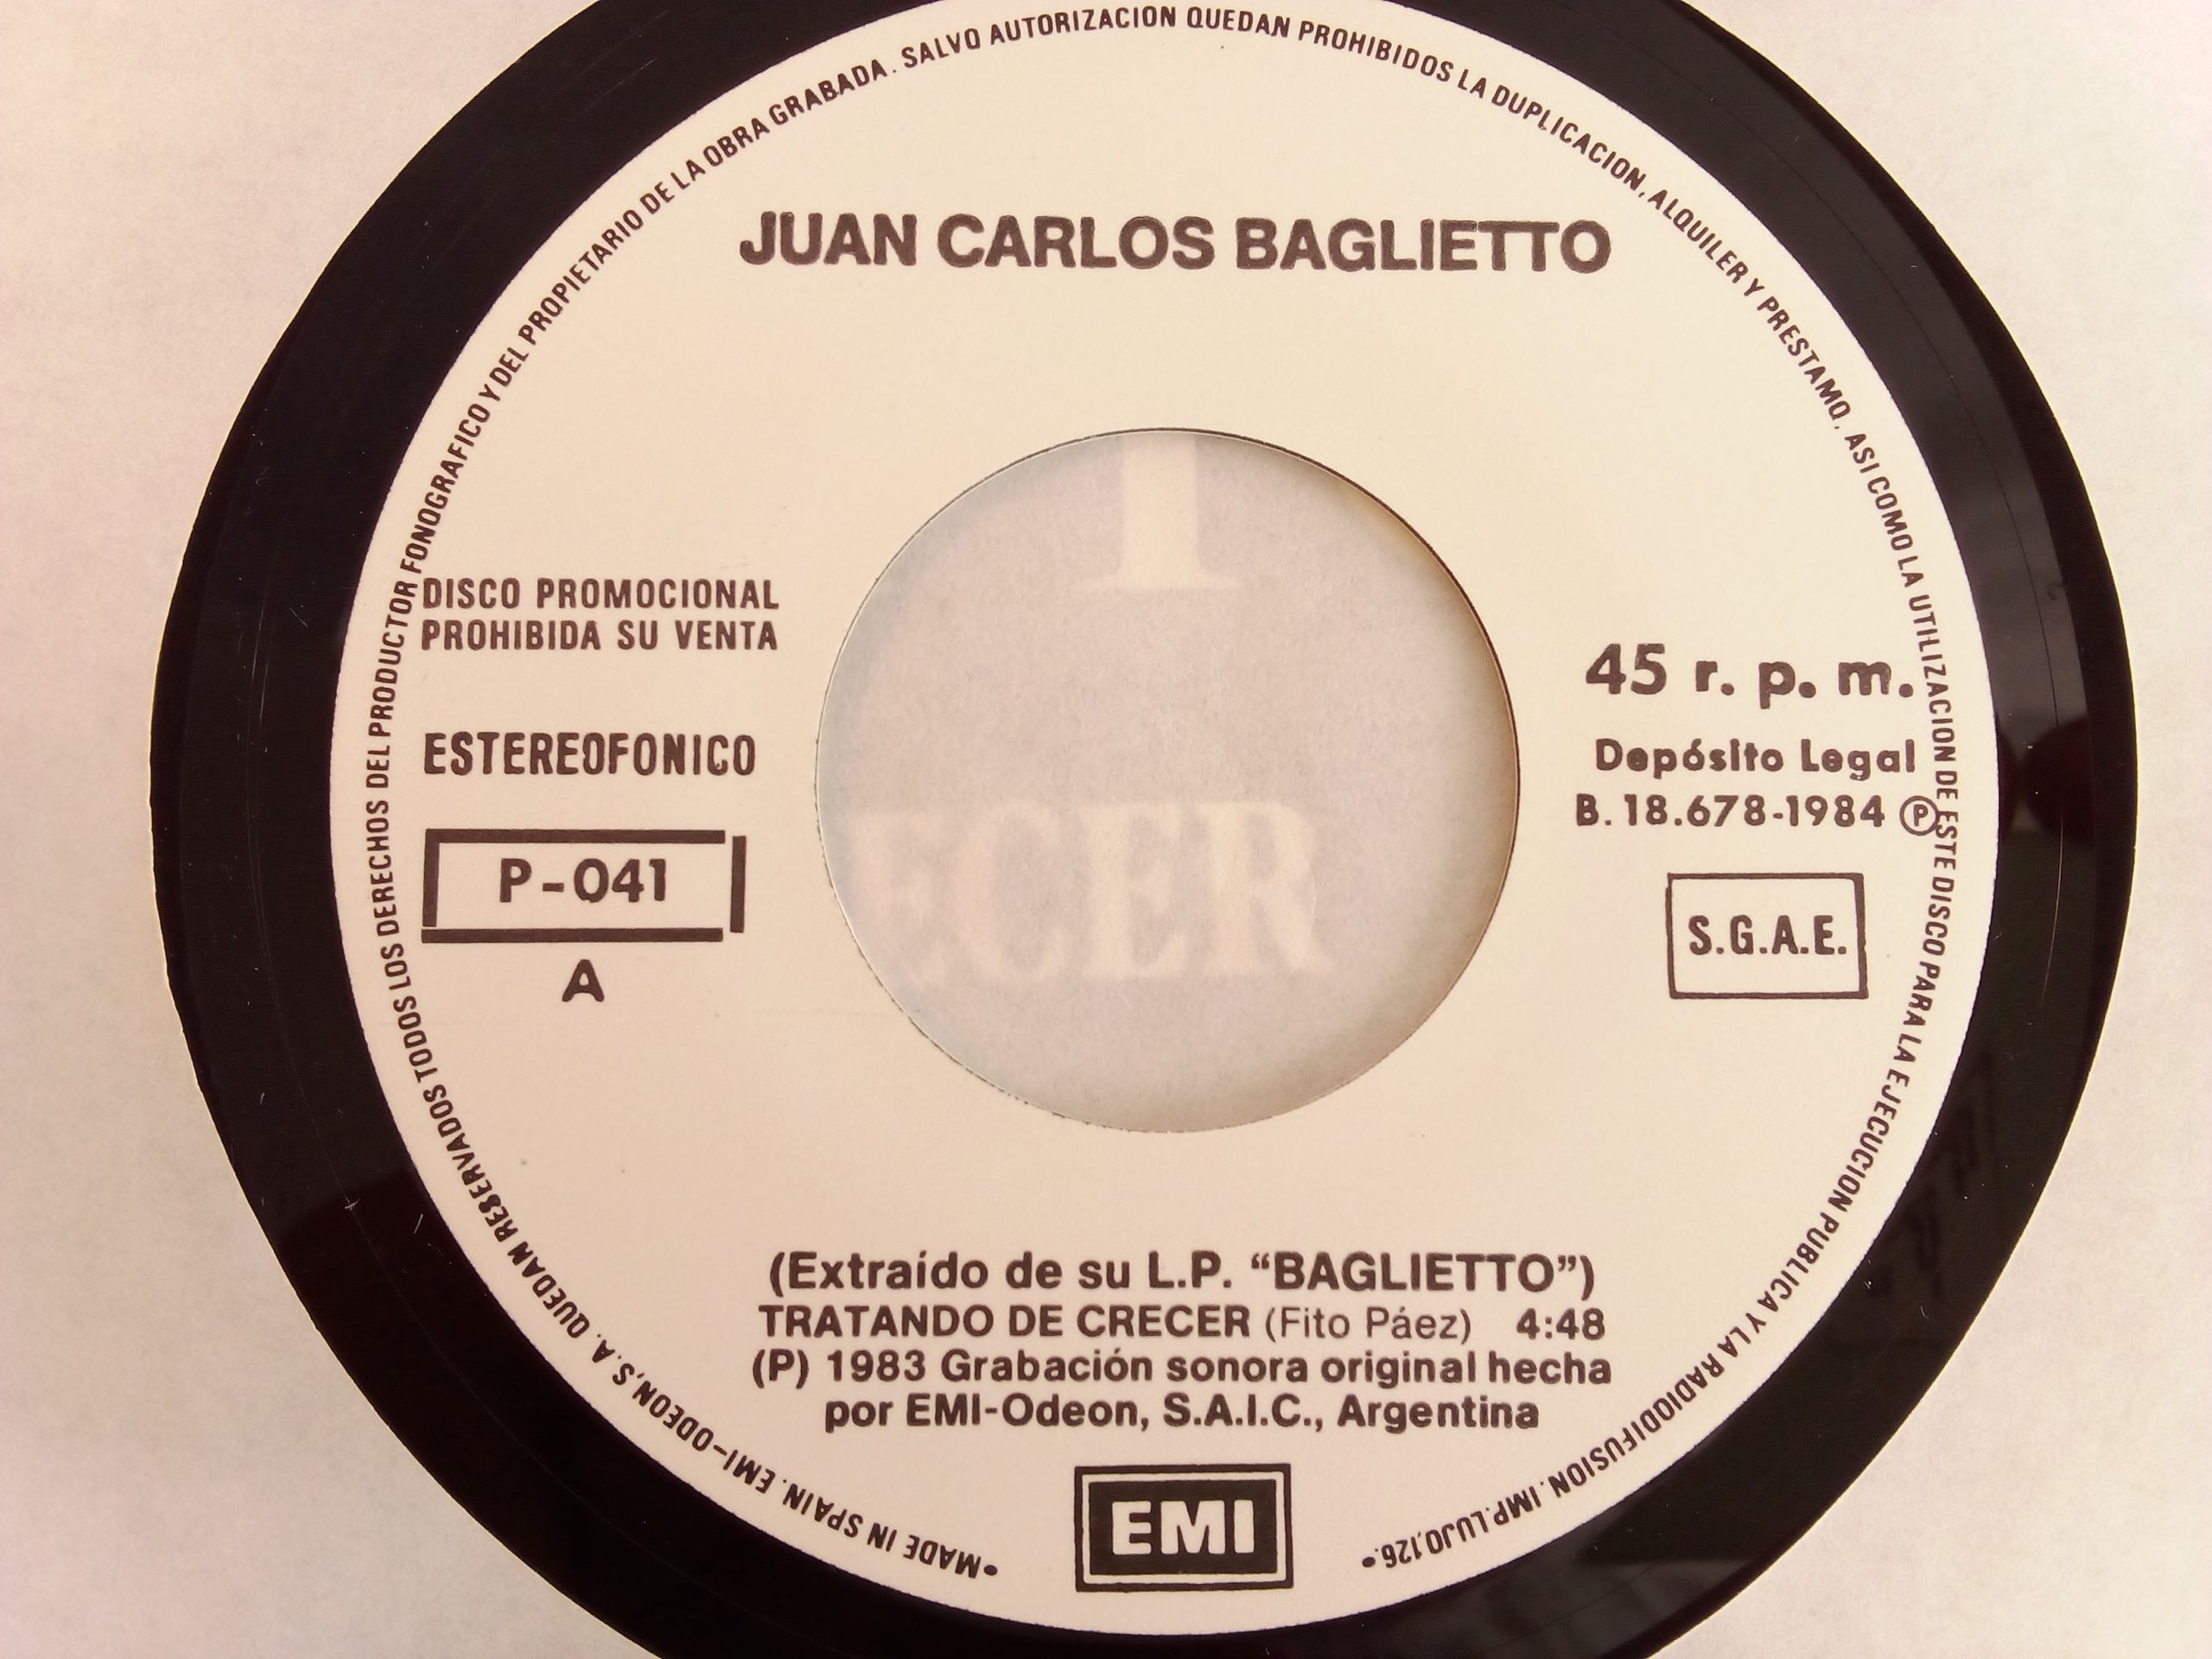 •MADE IN SPAIN. EMI-ODEON, S.A. QUEDAN RESERVADOS TODOS LOS DERECHOS DEL PRODUCTOR FONOGRAFICO Y DEL PROPIETARIO DE LA OBRA GRABADA. SALVO AUTORIZACION QUEDAN PROHIBIDOS LA DUPLICACION, ALQUILER Y PRESTAMO, ASI COMO LA UTILIZACION DE ESTE DISCO PARA LA EJECUCION PUBLICA Y LA RADIODIFUSION. IMP. LUJO, 126.•
JUAN CARLOS BAGLIETTO
DISCO PROMOCIONAL
PROHIBIDA SU VENTA
ESTEREOFONICO
P-041
A
45 r. p. m.
Depósito Legal
B. 18.678-1984 Ⓟ
S.G.A.E.
ECER
(Extraído de su L.P. “BAGLIETTO”)
TRATANDO DE CRECER (Fito Páez) 4:48
(P) 1983 Grabación sonora original hecha
por EMI-Odeon, S.A.I.C., Argentina
EMI